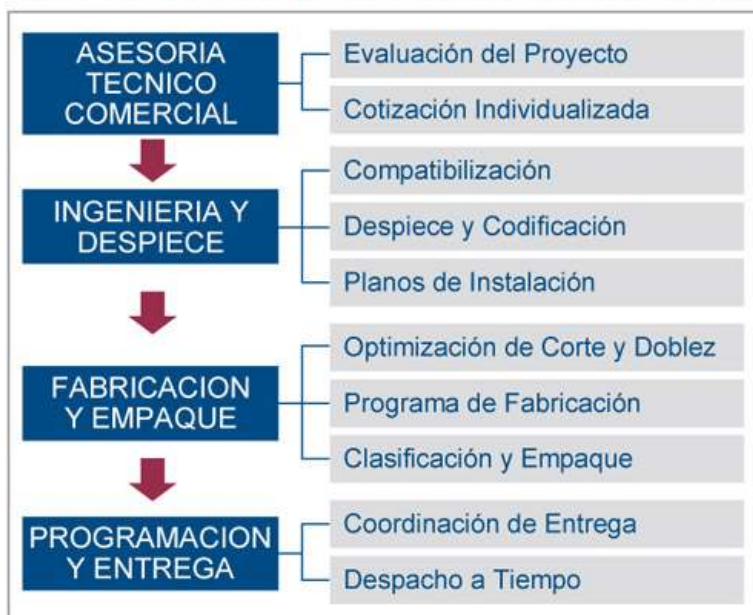 ASESORIA
TECNICO
COMERCIAL
Evaluación del Proyecto
Cotización Individualizada
INGENIERIA Y
DESPIECE
Compatibilización
Despiece y Codificación
Planos de Instalación
FABRICACION
Y EMPAQUE
Optimización de Corte y Doblez
Programa de Fabricación
Clasificación y Empaque
PROGRAMACION
Y ENTREGA
Coordinación de Entrega
Despacho a Tiempo